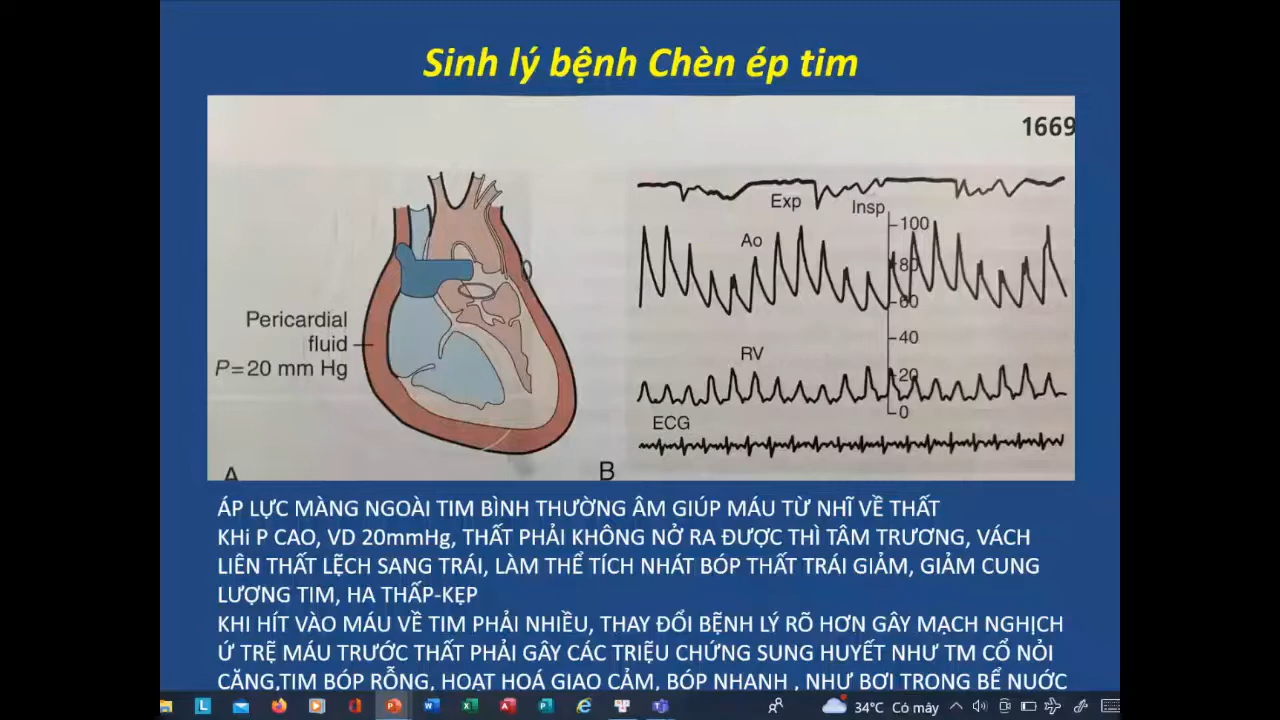 Sinh lý bệnh Chèn ép tim
1669
Exp
Insp
100
Ao
80
60
Pericardial
fluid
P=20 mm Hg
40
RV
20
0
ECG
A
B
ÁP LỰC MÀNG NGOÀI TIM BÌNH THƯỜNG ÂM GIÚP MÁU TỪ NHĨ VỀ THẤT
KHi P CAO, VD 20mmHg, THẤT PHẢI KHÔNG NỞ RA ĐƯỢC THÌ TÂM TRƯƠNG, VÁCH
LIÊN THẤT LỆCH SANG TRÁI, LÀM THỂ TÍCH NHÁT BÓP THẤT TRÁI GIẢM, GIẢM CUNG
LƯỢNG TIM, HA THẤP-KẸP
KHI HÍT VÀO MÁU VỀ TIM PHẢI NHIỀU, THAY ĐỔI BỆNH LÝ RÕ HƠN GÂY MẠCH NGHỊCH
Ứ TRỆ MÁU TRƯỚC THẤT PHẢI GÂY CÁC TRIỆU CHỨNG SUNG HUYẾT NHƯ TM CỔ NỎI
CĂNG,TIM BÓP RỖNG, HOẠT HOÁ GIAO CẢM, BÓP NHANH , NHƯ BƠI TRONG BỂ NUỚC
34°C Có mây